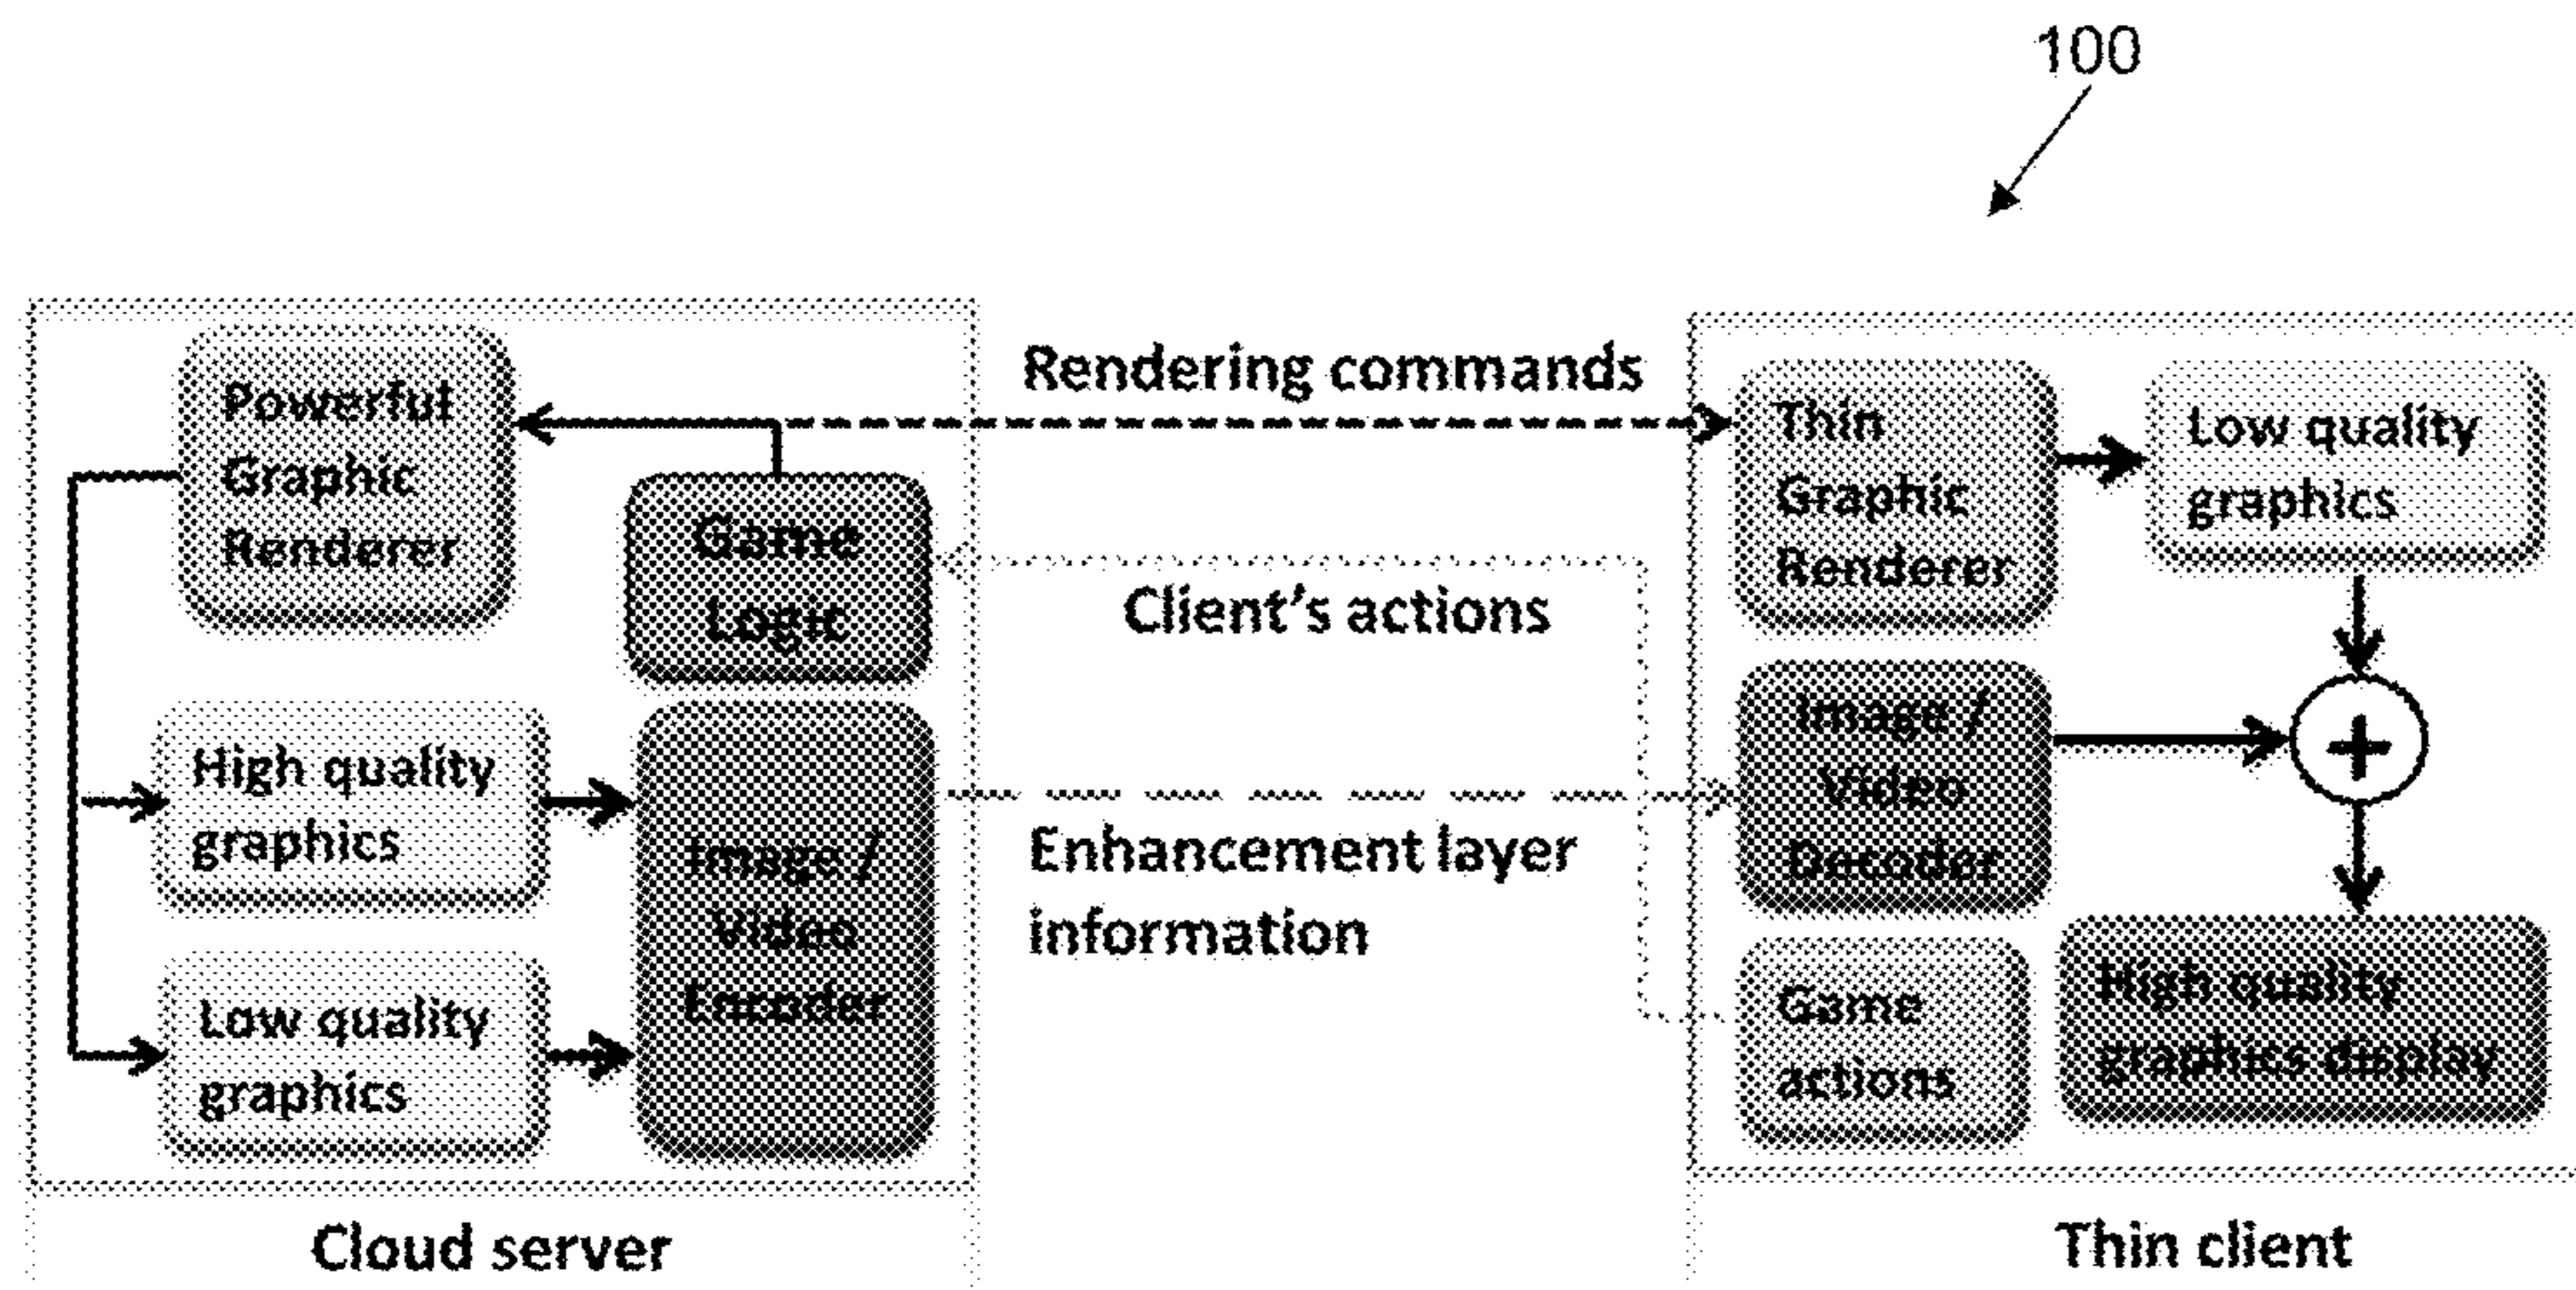 100
Rendering commands
Powerful
Graphic
Renderer
Game
Logic
High quality
graphics
Low quality
graphics
Image /
Video
Encoder
Client's actions
Enhancement layer
information
Thin
Graphic
Renderer
Low quality
graphics
Image /
Video
Decoder
+
Game
actions
High quality
graphics display
Cloud server
Thin client